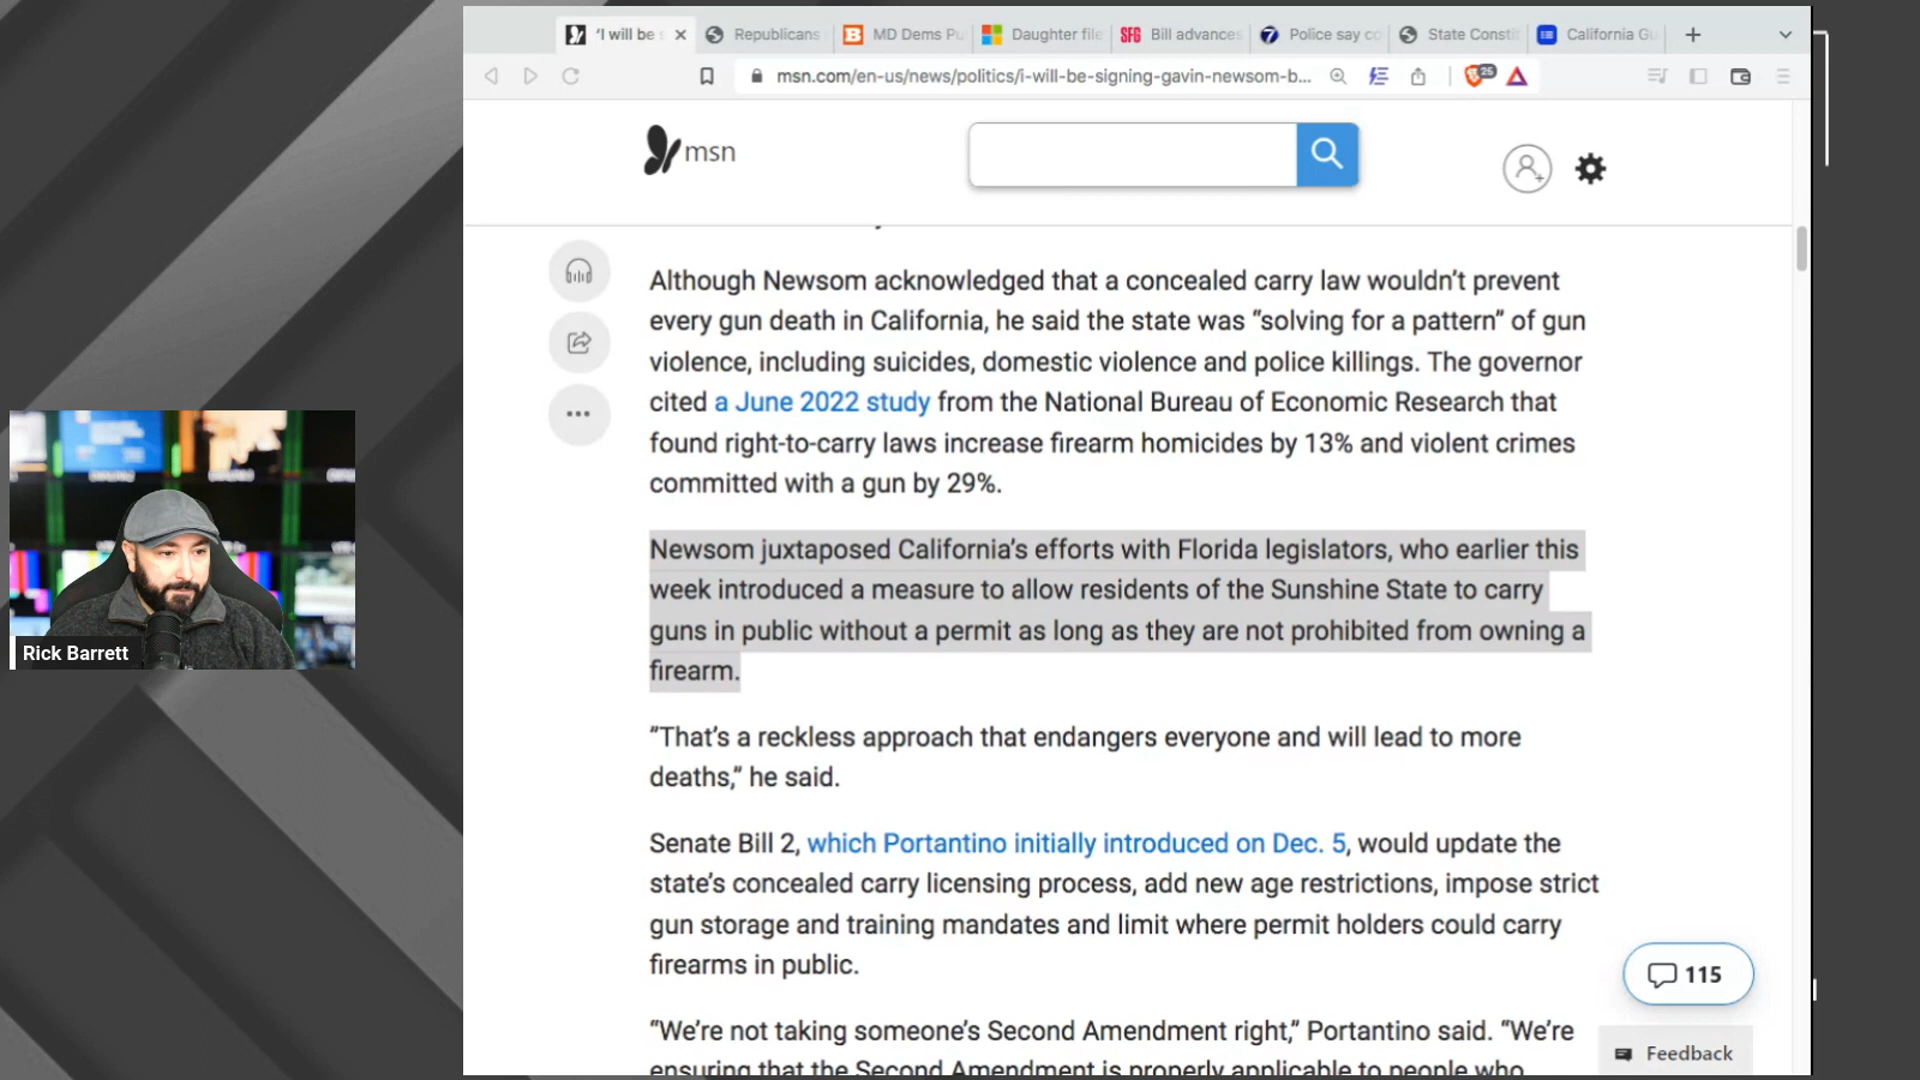 'I will be s
Republicans
MD Dems Pu
Daughter file
SFG Bill advances
Police say co
State Constit
California Gu
msn.com/en-us/news/politics/i-will-be-signing-gavin-newsom-b...
25
msn
Although Newsom acknowledged that a concealed carry law wouldn't prevent
every gun death in California, he said the state was “solving for a pattern” of gun
violence, including suicides, domestic violence and police killings. The governor
cited a June 2022 study from the National Bureau of Economic Research that
found right-to-carry laws increase firearm homicides by 13% and violent crimes
committed with a gun by 29%.
Newsom juxtaposed California’s efforts with Florida legislators, who earlier this
week introduced a measure to allow residents of the Sunshine State to carry
guns in public without a permit as long as they are not prohibited from owning a
firearm.
”That’s a reckless approach that endangers everyone and will lead to more
deaths,” he said.
Senate Bill 2, which Portantino initially introduced on Dec. 5, would update the
state’s concealed carry licensing process, add new age restrictions, impose strict
gun storage and training mandates and limit where permit holders could carry
firearms in public.
“We’re not taking someone’s Second Amendment right,” Portantino said. “We’re
ensuring that the Second Amendment is properly applicable to people who
115
Feedback
Rick Barrett